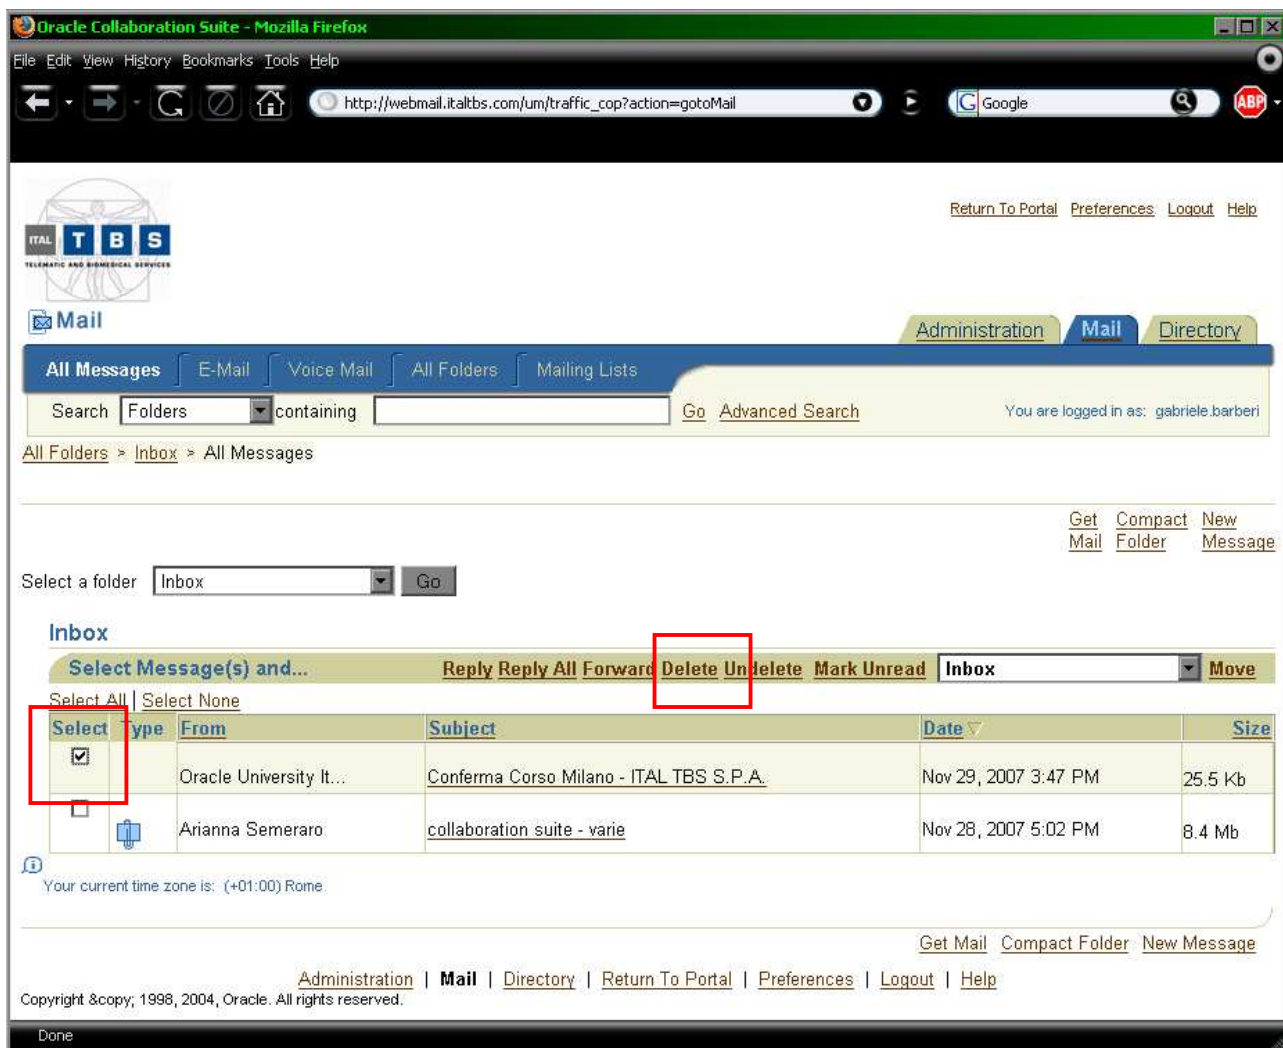 Oracle Collaboration Suite - Mozilla Firefox
File Edit View History Bookmarks Tools Help
http://webmail.italtbs.com/um/traffic_cop?action=gotoMail Google ABP
Return To Portal Preferences Logout Help
ITAL T B S
TELEMATIC AND BIOMEDICAL SERVICES
Mail
Administration Mail Directory
All Messages E-Mail Voice Mail All Folders Mailing Lists
Search Folders containing Go Advanced Search You are logged in as: gabriele.barberi
All Folders > Inbox > All Messages
Get Mail Compact Folder New Message
Select a folder Inbox Go
Inbox
Select Message(s) and... Reply Reply All Forward Delete Undelete Mark Unread Inbox Move
Select All | Select None
Select Type From Subject Date Size
Oracle University It... Conferma Corso Milano - ITAL TBS S.P.A. Nov 29, 2007 3:47 PM 25.5 Kb
Arianna Semeraro collaboration suite - varie Nov 28, 2007 5:02 PM 8.4 Mb
Your current time zone is: (+01:00) Rome
Get Mail Compact Folder New Message
Administration | Mail | Directory | Return To Portal | Preferences | Logout | Help
Copyright &copy; 1998, 2004, Oracle. All rights reserved.
Done